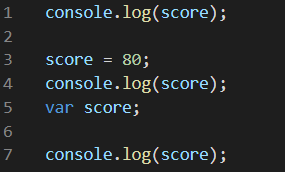 1 console.log(score);
2
3 score = 80;
4 console.log(score);
5 var score;
6
7 console.log(score);